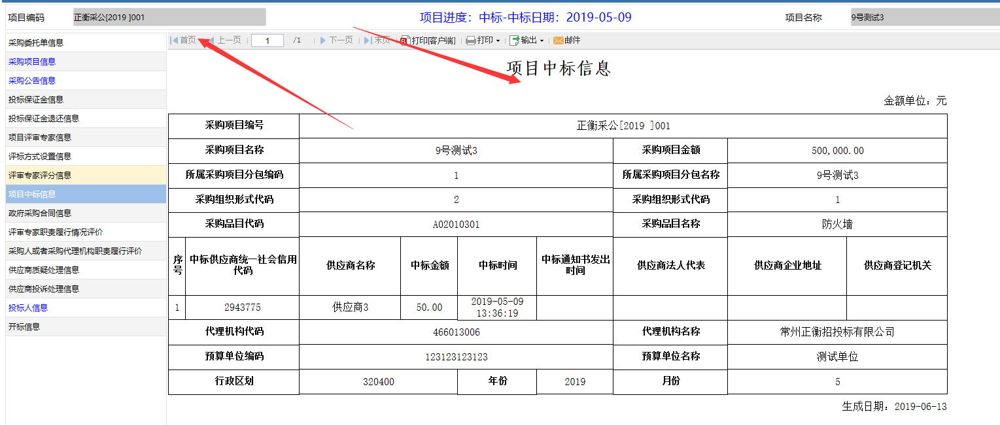 项目编码 正衡采公[2019 ]001 项目进度：中标-中标日期：2019-05-09 项目名称 9号测试3
首页 上一页 1 /1 下一页 末页 打印[客户端] 打印 输出 邮件
采购委托单信息
采购项目信息
采购公告信息
投标保证金信息
投标保证金退还信息
项目评审专家信息
评标方式设置信息
评审专家评分信息
项目中标信息
政府采购合同信息
评审专家职责履行情况评价
采购人或者采购代理机构职责履行评价
供应商质疑处理信息
供应商投诉处理信息
投标人信息
开标信息
项目中标信息
金额单位：元
采购项目编号 正衡采公[2019 ]001
采购项目名称 9号测试3 采购项目金额 500,000.00
所属采购项目分包编码 1 所属采购项目分包名称 9号测试3
采购组织形式代码 2 采购组织形式代码 1
采购品目代码 A02010301 采购品目名称 防火墙
序号 中标供应商统一社会信用代码 供应商名称 中标金额 中标时间 中标通知书发出时间 供应商法人代表 供应商企业地址 供应商登记机关
1 2943775 供应商3 50.00 2019-05-09 13:36:19
代理机构代码 466013006 代理机构名称 常州正衡招投标有限公司
预算单位编码 123123123123 预算单位名称 测试单位
行政区划 320400 年份 2019 月份 5
生成日期：2019-06-13